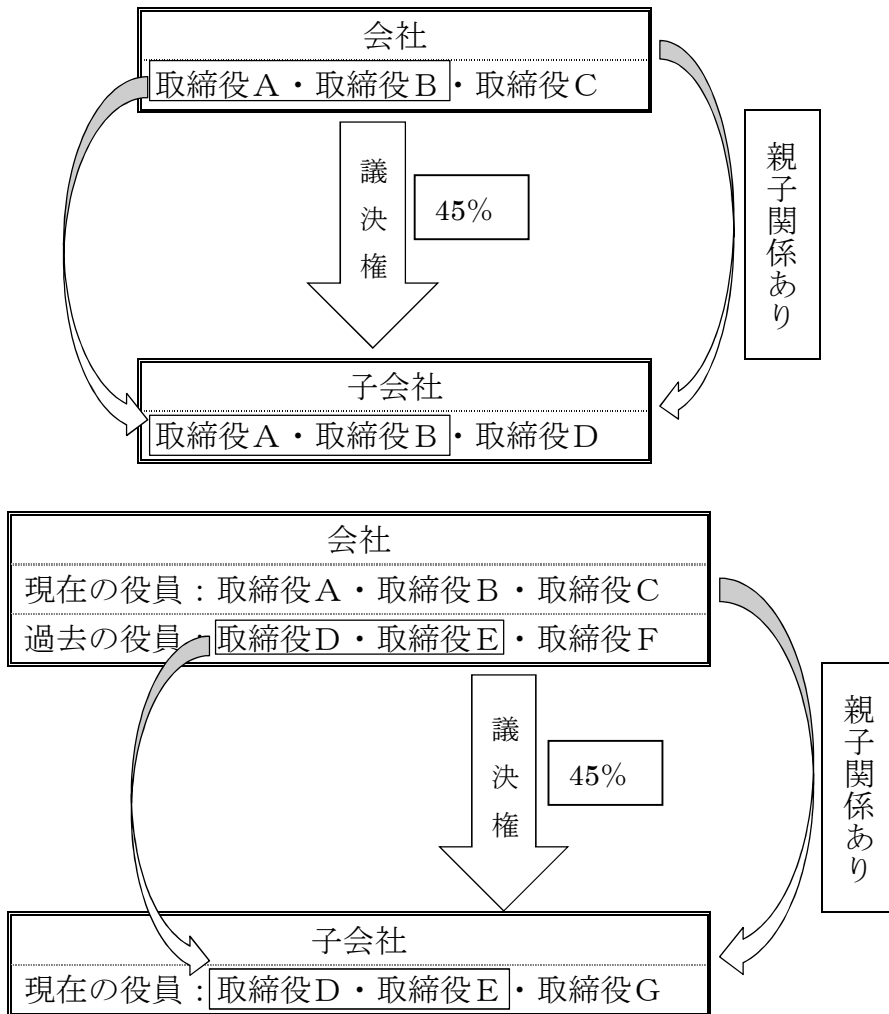 会社
取締役A・取締役B・取締役C
議決権
45%
親子関係あり
子会社
取締役A・取締役B・取締役D
会社
現在の役員：取締役A・取締役B・取締役C
過去の役員：取締役D・取締役E・取締役F
議決権
45%
親子関係あり
子会社
現在の役員：取締役D・取締役E・取締役G